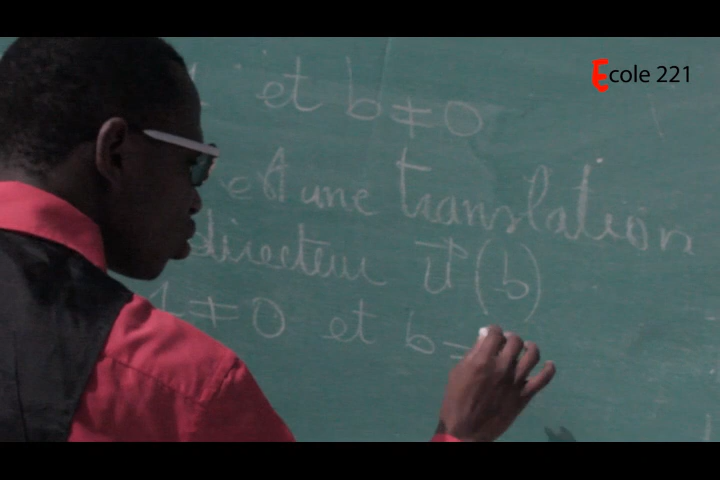 Ecole 221
et b ≠ 0
est une translation
directeur u⃗(b)
≠ 0 et b =